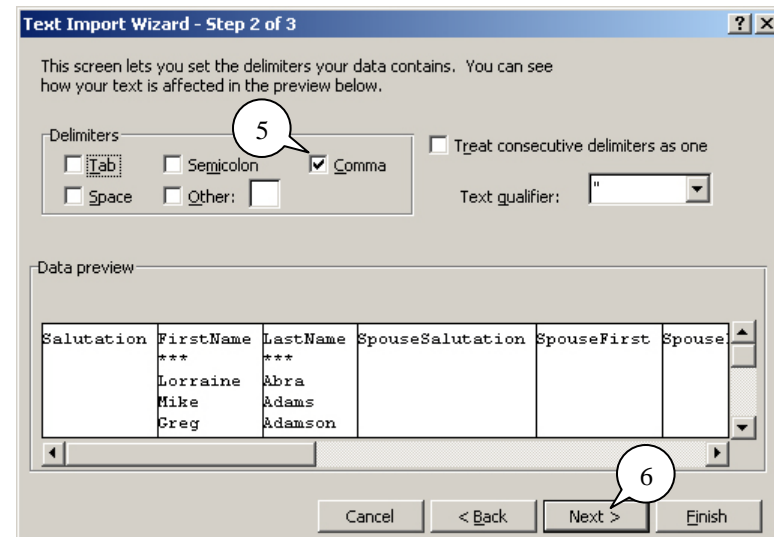 Text Import Wizard - Step 2 of 3
This screen lets you set the delimiters your data contains. You can see
how your text is affected in the preview below.
Delimiters
5
Tab Semicolon Comma
Treat consecutive delimiters as one
Space Other:
Text qualifier: "
Data preview
Salutation FirstName LastName SpouseSalutation SpouseFirst Spouse
*** ***
Lorraine Abra
Mike Adams
Greg Adamson
6
Cancel < Back Next > Finish